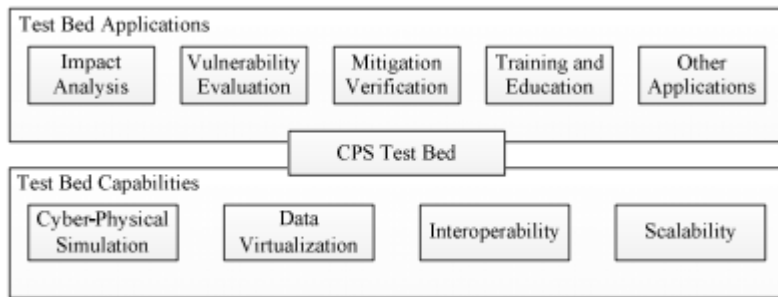 Test Bed Applications
Impact
Analysis
Vulnerability
Evaluation
Mitigation
Verification
Training and
Education
Other
Applications
CPS Test Bed
Test Bed Capabilities
Cyber-Physical
Simulation
Data
Virtualization
Interoperability
Scalability